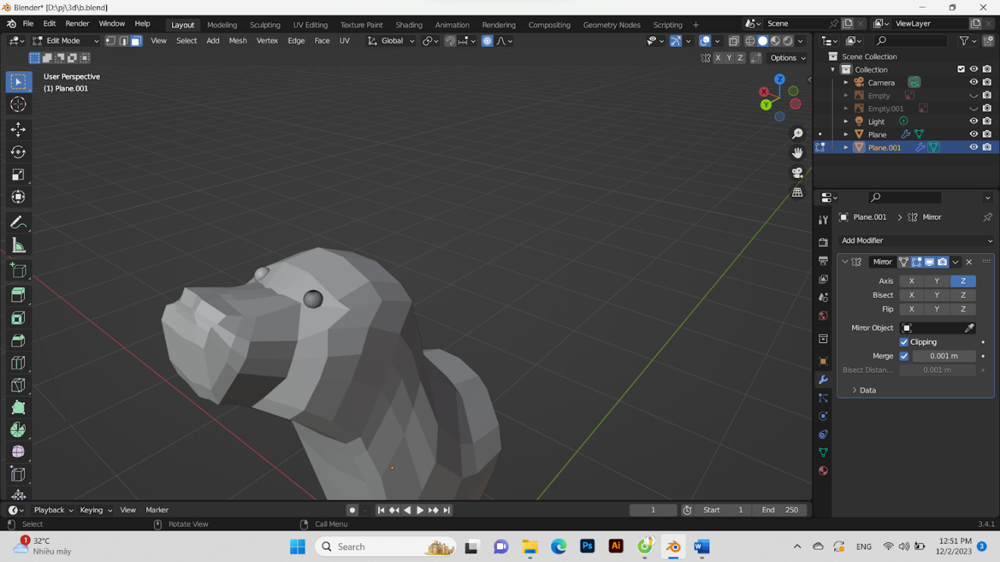 Blender* [D:\pj\3d\b.blend]
File Edit Render Window Help Layout Modeling Sculpting UV Editing Texture Paint Shading Animation Rendering Compositing Geometry Nodes Scripting + Scene ViewLayer
Edit Mode View Select Add Mesh Vertex Edge Face UV Global
X Y Z Options
User Perspective
(1) Plane.001
Z
X
Y
Scene Collection
Collection
Camera
Empty
Empty.001
Light
Plane
Plane.001
Plane.001 > Mirror
Add Modifier
Mirror
Axis X Y Z
Bisect X Y Z
Flip X Y Z
Mirror Object
Clipping
Merge 0.001 m
Bisect Distan... 0.001 m
Data
Playback Keying View Marker 1 Start 1 End 250
Select Rotate View Call Menu 3.4.1
1 32°C
Nhiều mây
Search
Ps Ai W
ENG
12:51 PM
12/2/2023
3